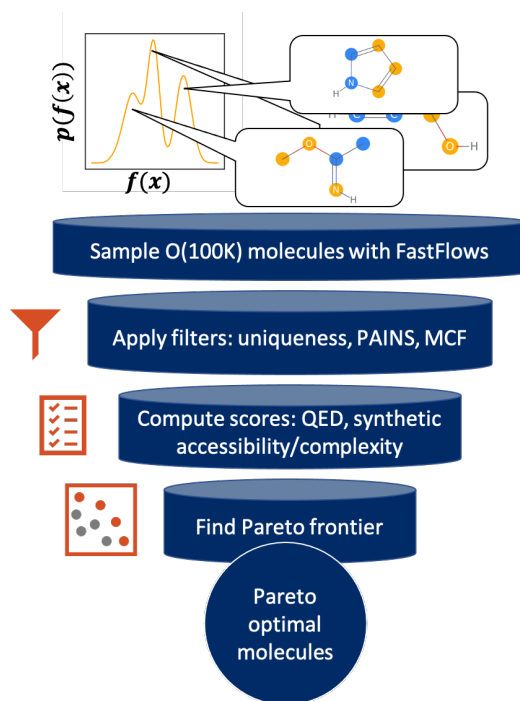 p(f(x))
f(x)
N
H
H
C
C
O
H
O
N
H
Sample O(100K) molecules with FastFlows
Apply filters: uniqueness, PAINS, MCF
Compute scores: QED, synthetic
accessibility/complexity
Find Pareto frontier
Pareto
optimal
molecules